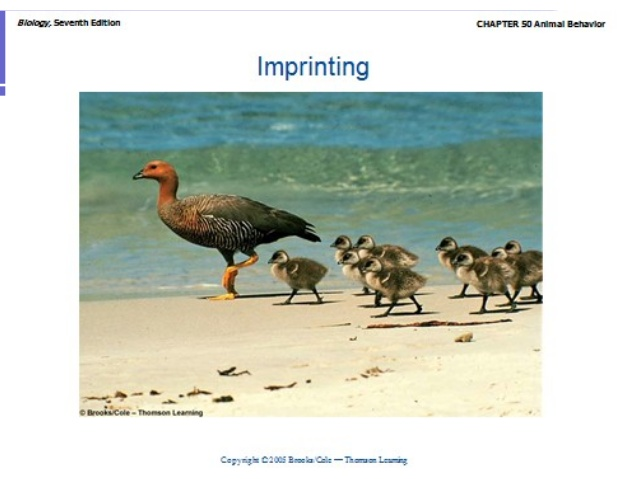 Biology, Seventh Edition
CHAPTER 50 Animal Behavior
Imprinting
© Brooks/Cole – Thomson Learning
Copyright ©2005 Brooks/Cole — Thomson Learning